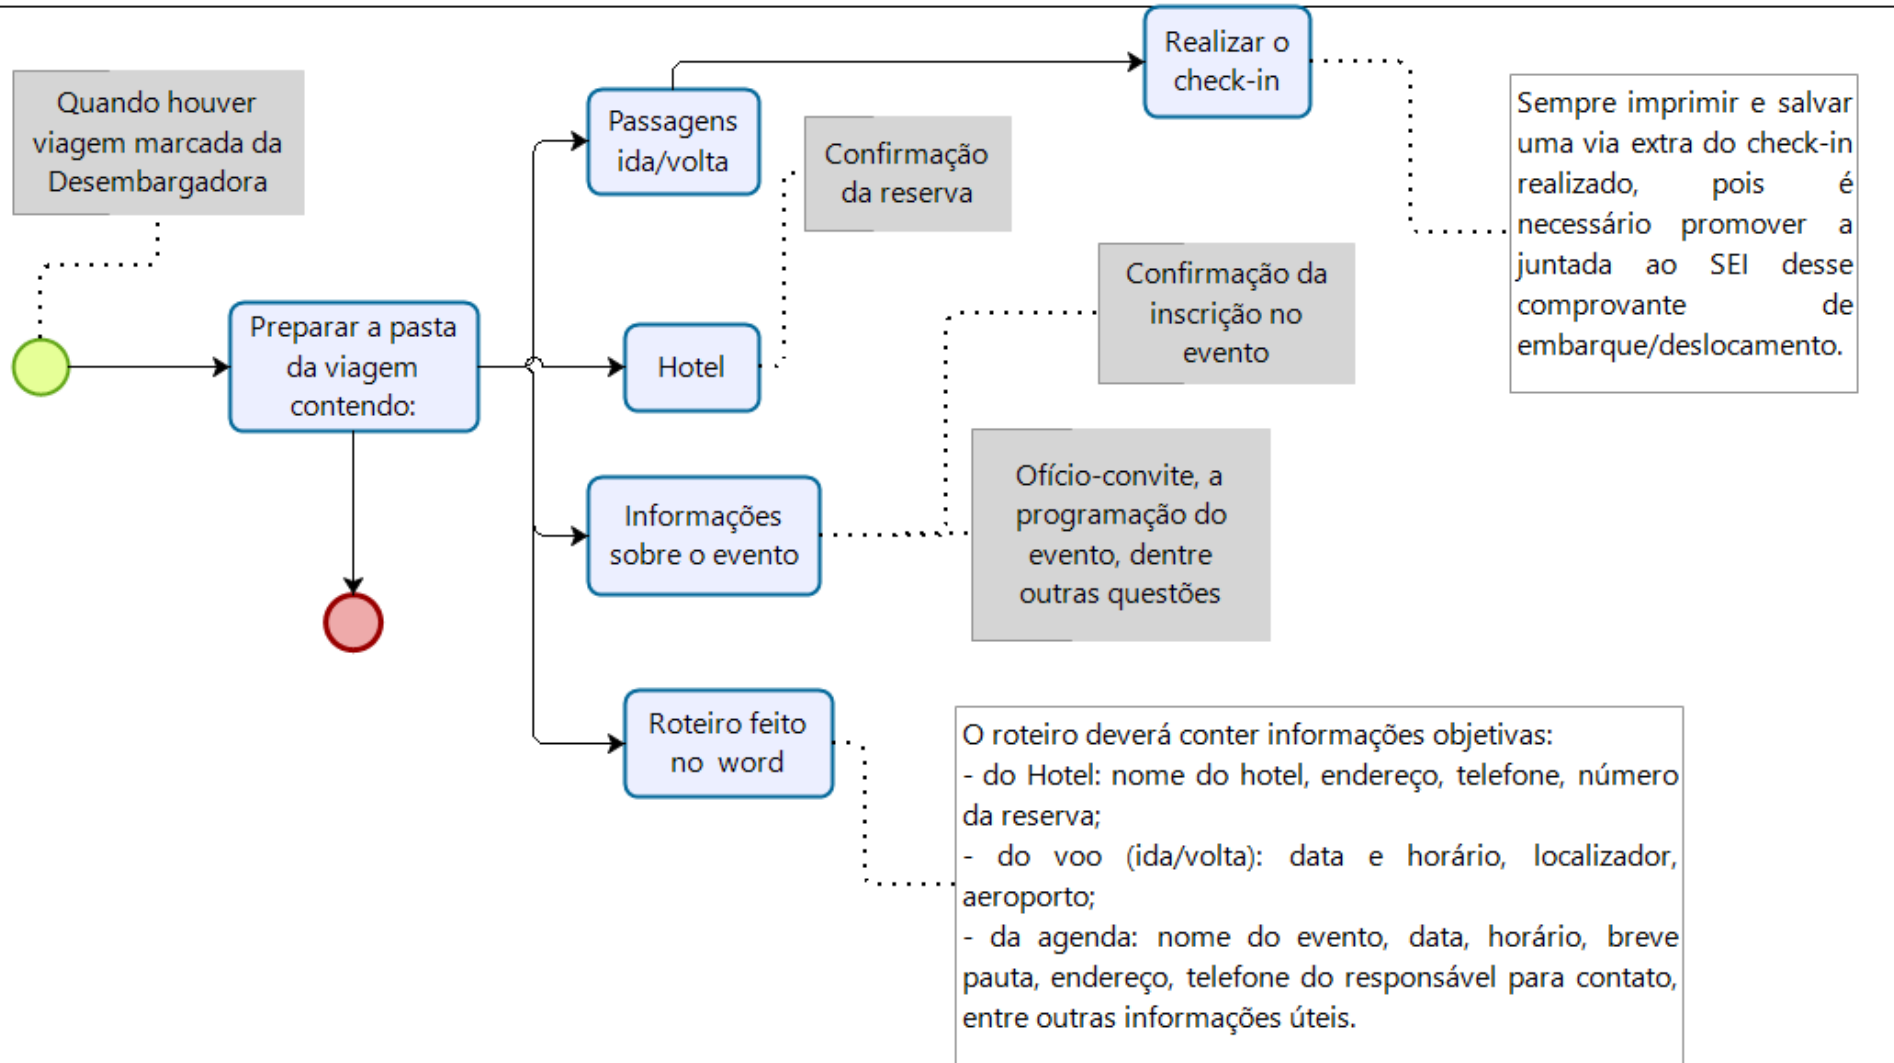 Quando houver
viagem marcada da
Desembargadora
Preparar a pasta
da viagem
contendo:
Passagens
ida/volta
Realizar o
check-in
Sempre imprimir e salvar
uma via extra do check-in
realizado, pois é
necessário promover a
juntada ao SEI desse
comprovante de
embarque/deslocamento.
Hotel
Confirmação
da reserva
Informações
sobre o evento
Confirmação da
inscrição no
evento
Ofício-convite, a
programação do
evento, dentre
outras questões
Roteiro feito
no word
O roteiro deverá conter informações objetivas:
- do Hotel: nome do hotel, endereço, telefone, número
da reserva;
- do voo (ida/volta): data e horário, localizador,
aeroporto;
- da agenda: nome do evento, data, horário, breve
pauta, endereço, telefone do responsável para contato,
entre outras informações úteis.